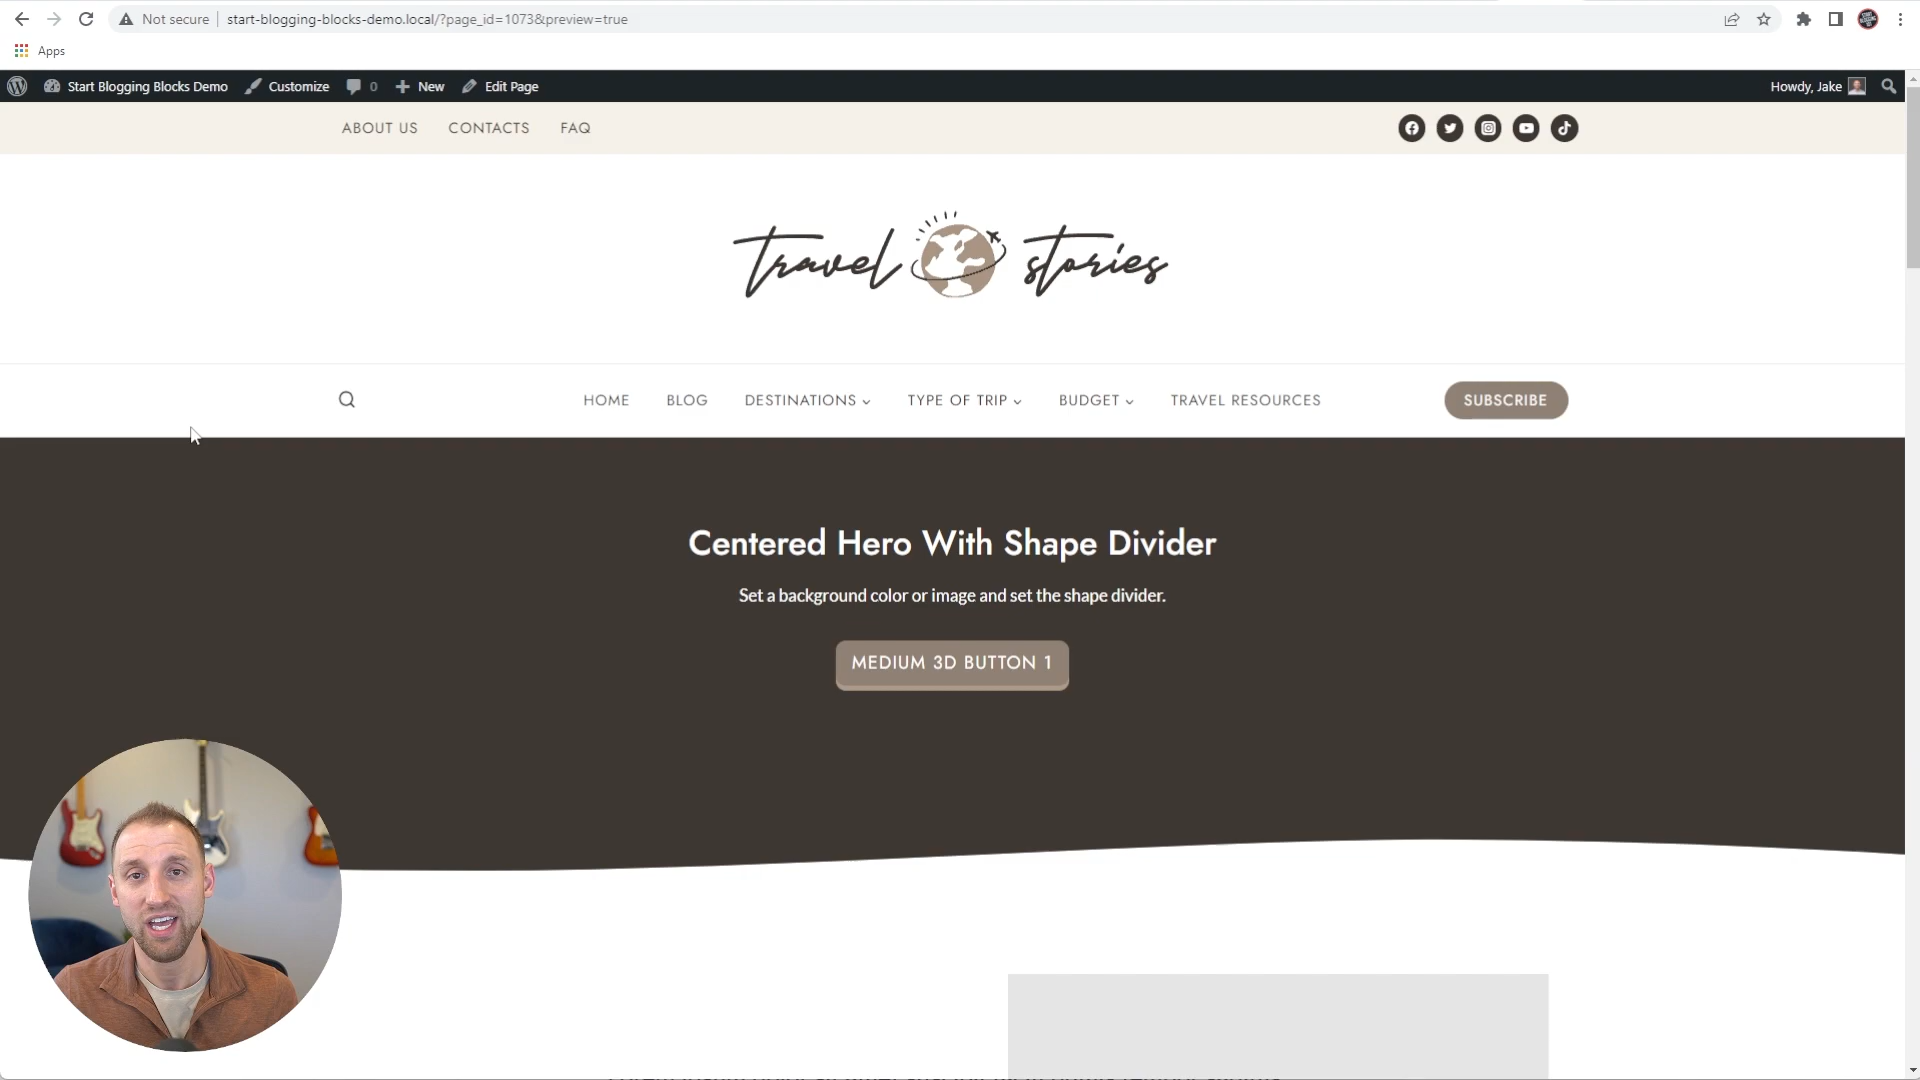 Not secure
start-blogging-blocks-demo.local/?page_id=1073&preview=true
Apps
Start Blogging Blocks Demo
Customize
0
New
Edit Page
Howdy, Jake
ABOUT US
CONTACTS
FAQ
travel stories
HOME
BLOG
DESTINATIONS
TYPE OF TRIP
BUDGET
TRAVEL RESOURCES
SUBSCRIBE
Centered Hero With Shape Divider
Set a background color or image and set the shape divider.
MEDIUM 3D BUTTON 1